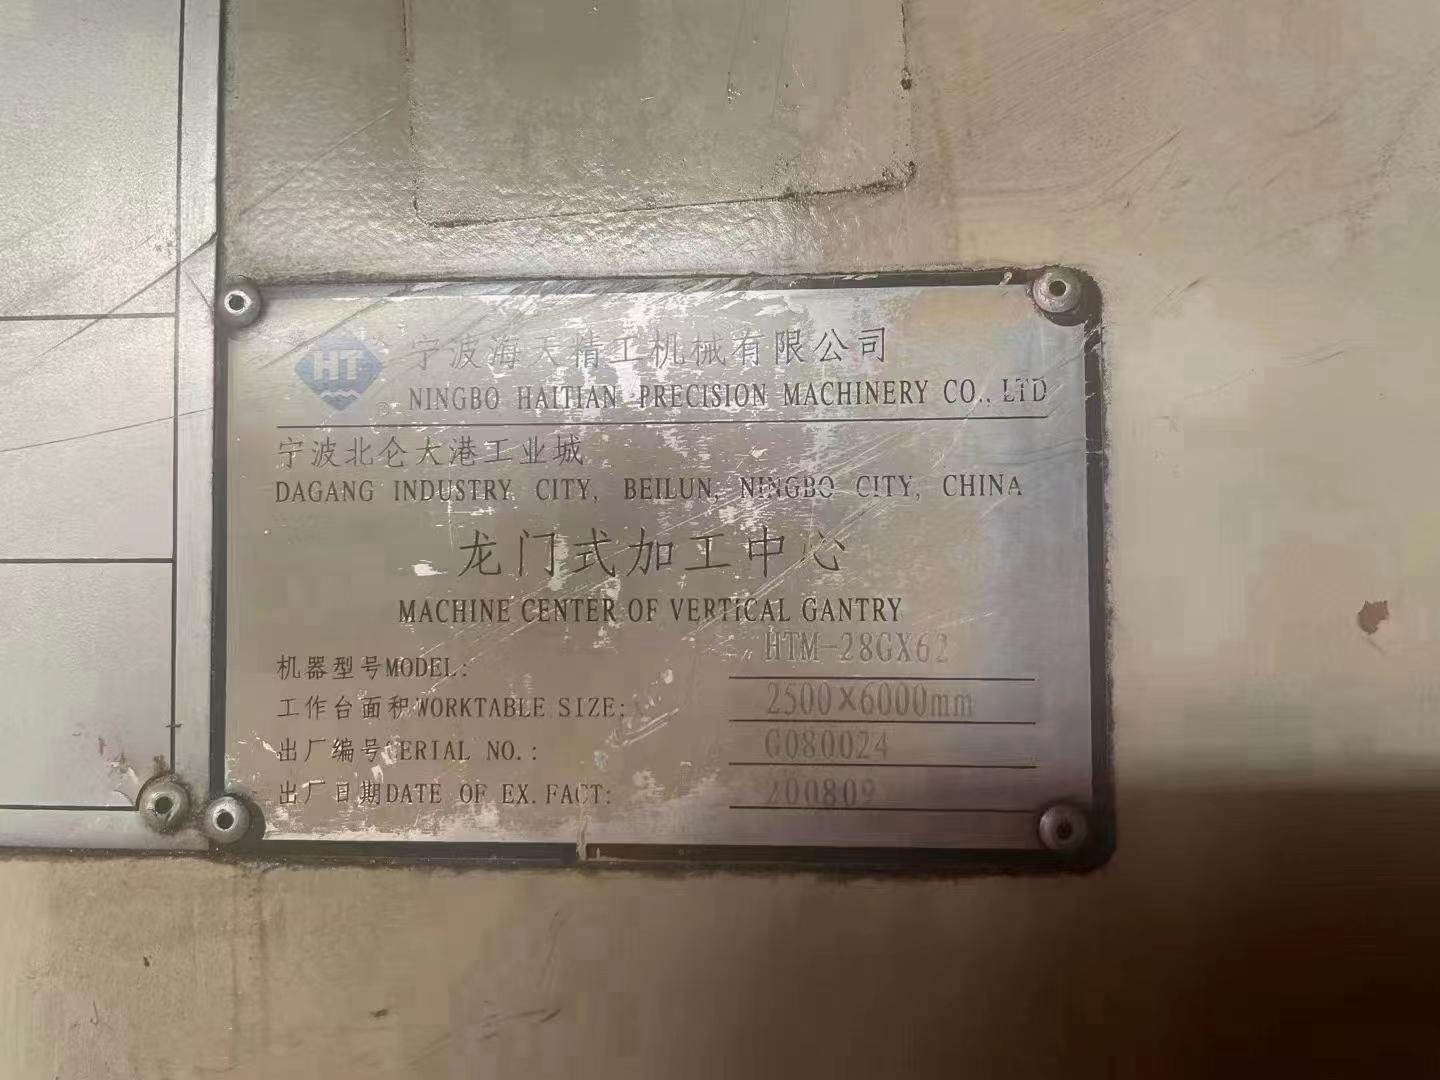 HT ®
宁波海天精工机械有限公司
NINGBO HAITIAN PRECISION MACHINERY CO., LTD
宁波北仑大港工业城
DAGANG INDUSTRY CITY, BEILUN, NINGBO CITY, CHINA
龙门式加工中心
MACHINE CENTER OF VERTICAL GANTRY
机器型号MODEL: HTM-28GX62
工作台面积WORKTABLE SIZE: 2500×6000mm
出厂编号SERIAL NO.: G080024
出厂日期DATE OF EX.FACT: 200809